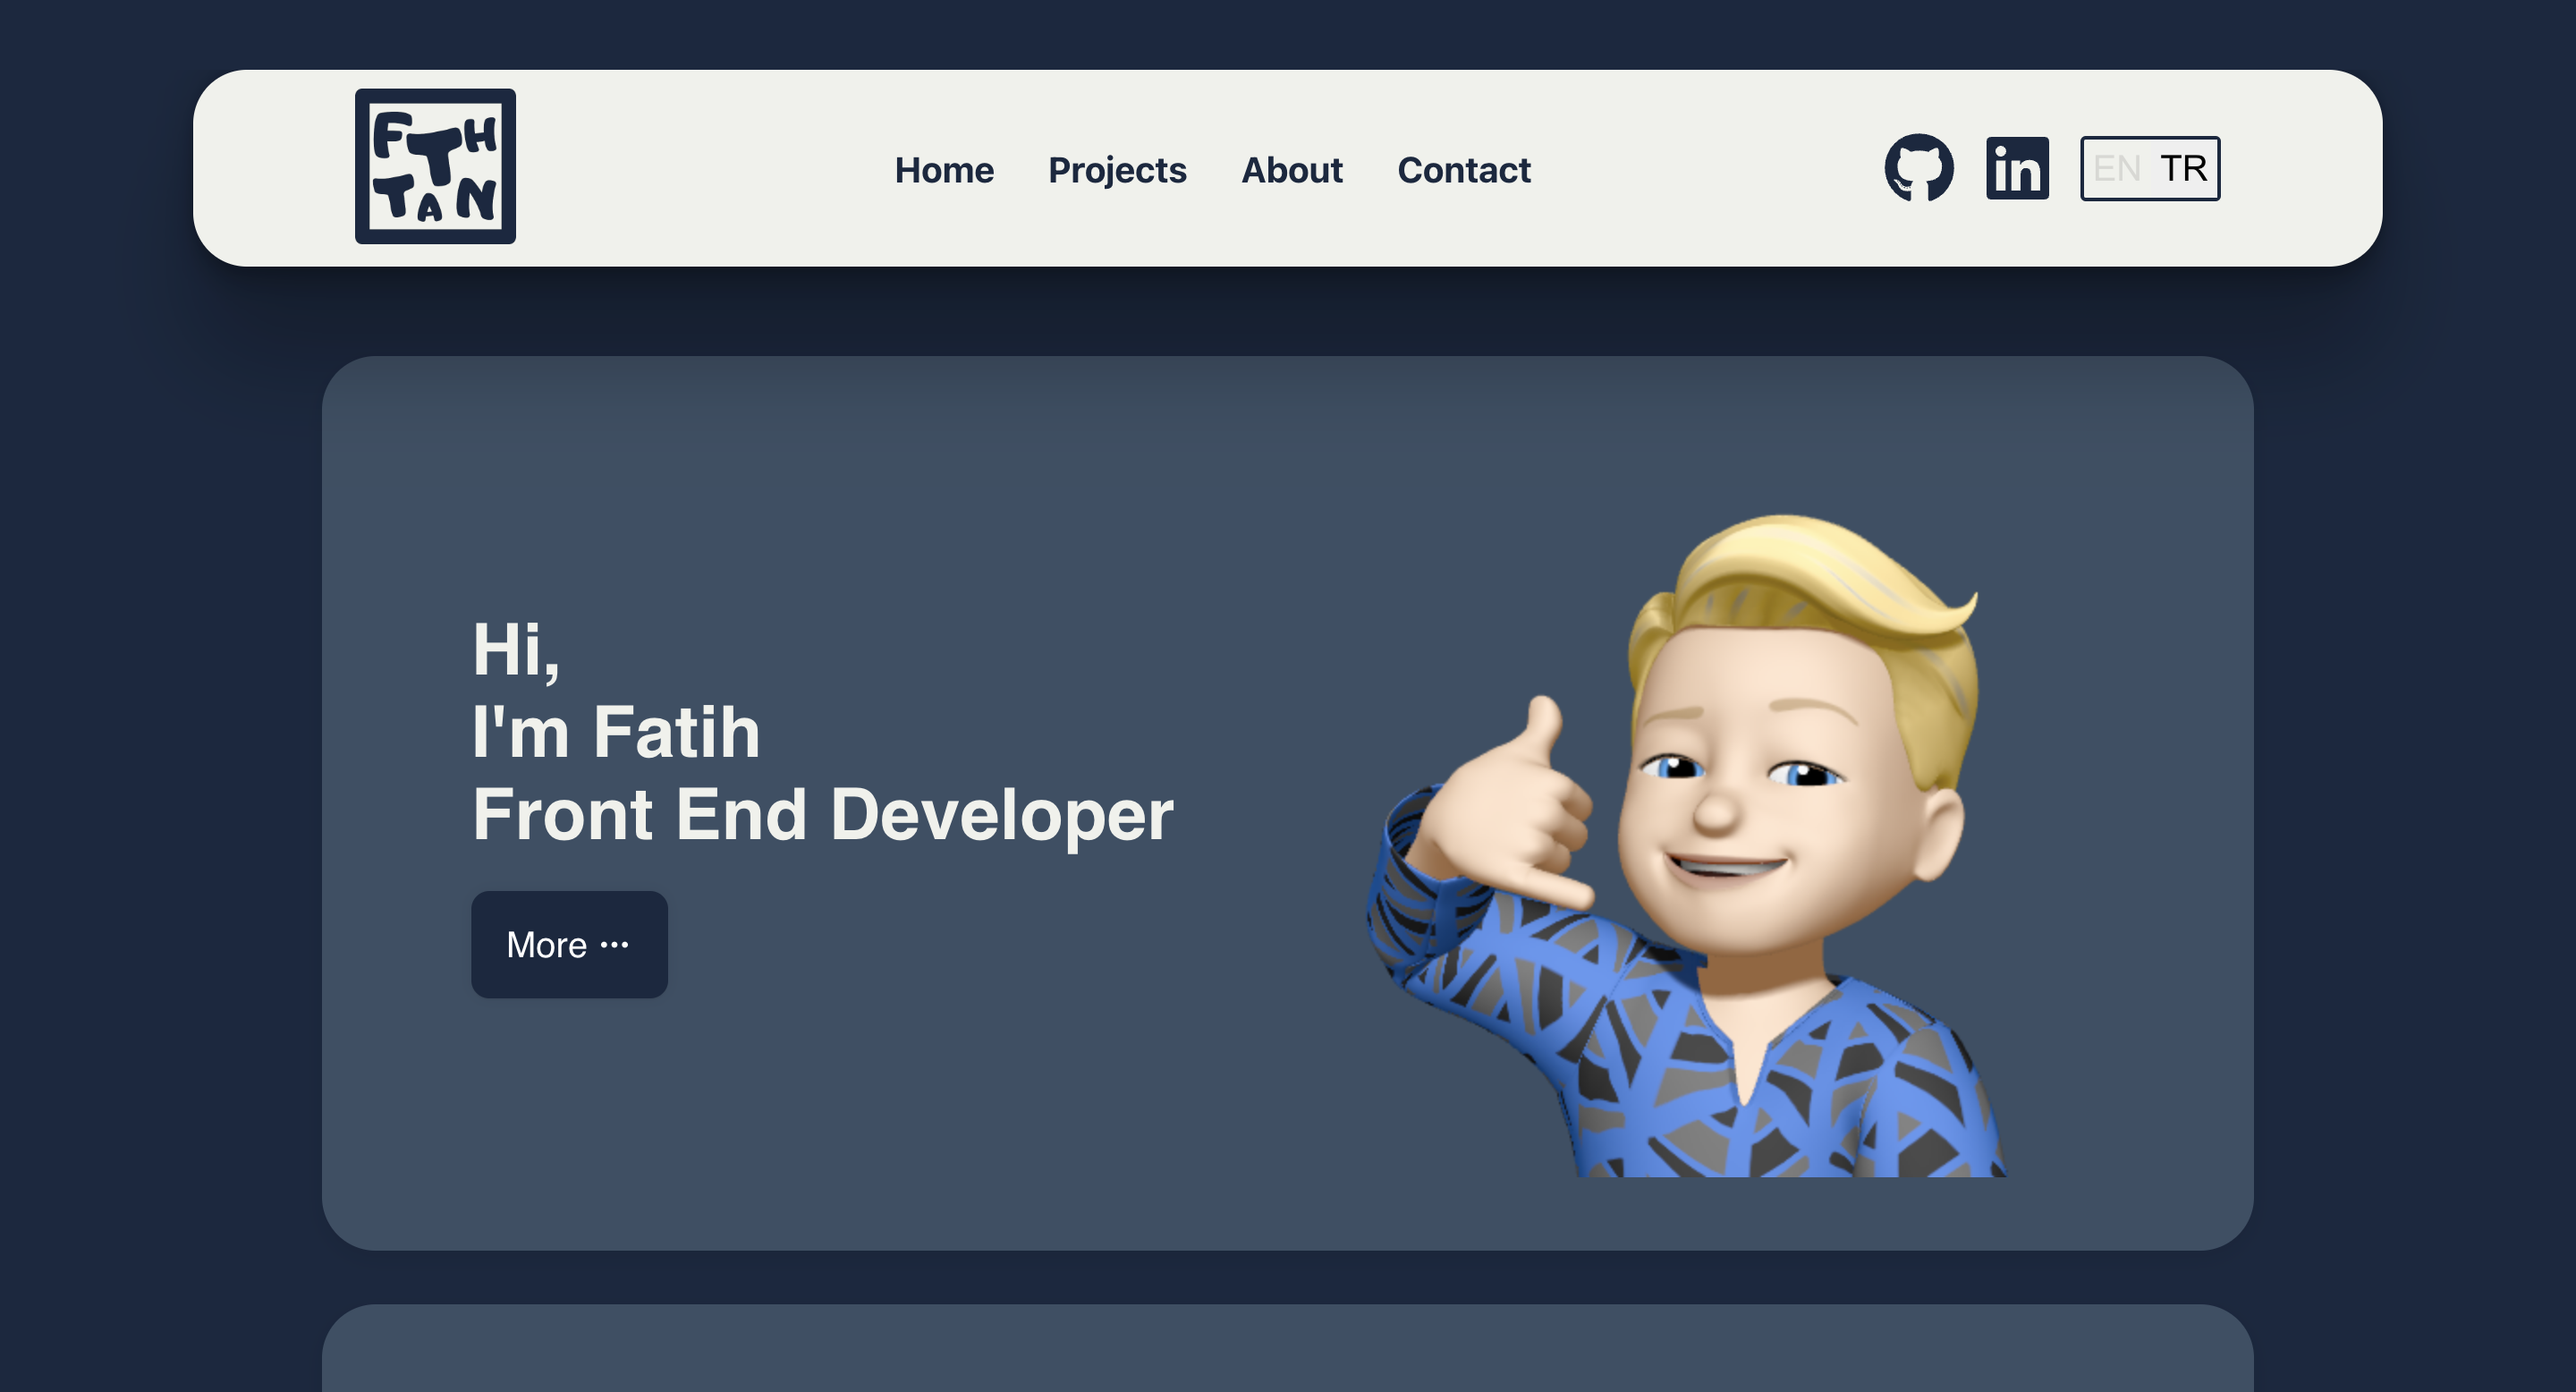 FTH
TAN
Home Projects About Contact
in
EN TR
Hi,
I'm Fatih
Front End Developer
More ···